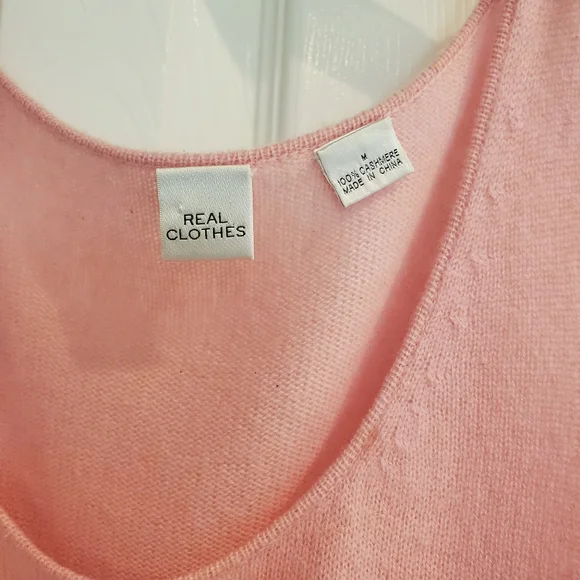 REAL
CLOTHES
M
100% CASHMERE
MADE IN CHINA